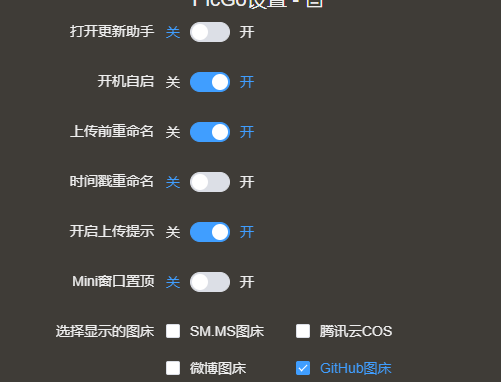 PicGo设置 -
打开更新助手 关 开
开机自启 关 开
上传前重命名 关 开
时间戳重命名 关 开
开启上传提示 关 开
Mini窗口置顶 关 开
选择显示的图床 SM.MS图床 腾讯云COS
微博图床 GitHub图床